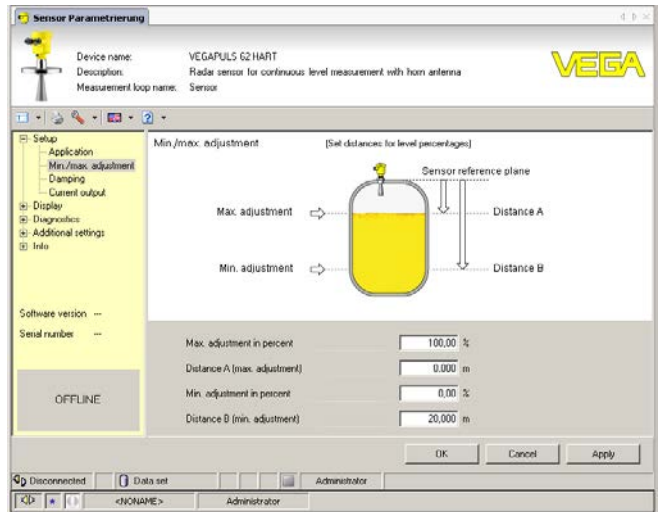 Sensor Parametrierung
Device name: VEGAPULS 62 HART
Description: Radar sensor for continuous level measurement with horn antenna
Measurement loop name: Sensor
VEGA
Setup
Application
Min./max. adjustment
Damping
Current output
Display
Diagnostics
Additional settings
Info
Software version ---
Serial number ---
OFFLINE
Min./max. adjustment (Set distances for level percentages)
Sensor reference plane
Max. adjustment
Distance A
Min. adjustment
Distance B
Max. adjustment in percent 100,00 %
Distance A (max. adjustment) 0.000 m
Min. adjustment in percent 0,00 %
Distance B (min. adjustment) 20,000 m
OK Cancel Apply
Disconnected Data set Administrator
<NONAME> Administrator